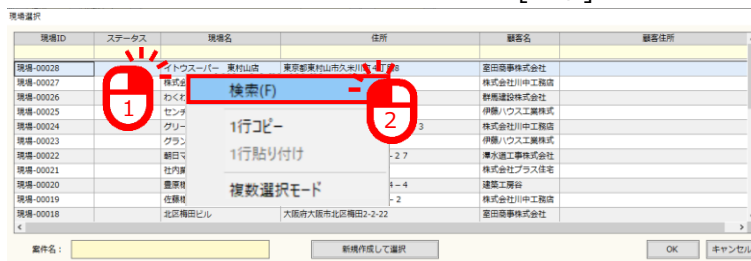 現場選択
現場ID ステータス 現場名 住所 顧客名 顧客住所
現場-00028 イトウスーパー 東村山店 東京都東村山市久米川町4丁目8 室田商事株式会社
現場-00027 株式会 株式会社川中工務店
現場-00026 わくわ 群馬建設株式会社
現場-00025 センチ 伊藤ハウス工業株式
現場-00024 グリー 3 株式会社川中工務店
現場-00023 グラン 伊藤ハウス工業株式
現場-00022 朝日マ -27 澤水道工事株式会社
現場-00021 社内 株式会社プラス住宅
現場-00020 豊原 4-4 建築工房谷
現場-00019 佐藤 -2 株式会社川中工務店
現場-00018 北区梅田ビル 大阪府大阪市北区梅田2-2-22 室田商事株式会社
検索(F)
1行コピー
1行貼り付け
複数選択モード
1
2
案件名: 新規作成して選択 OK キャンセル